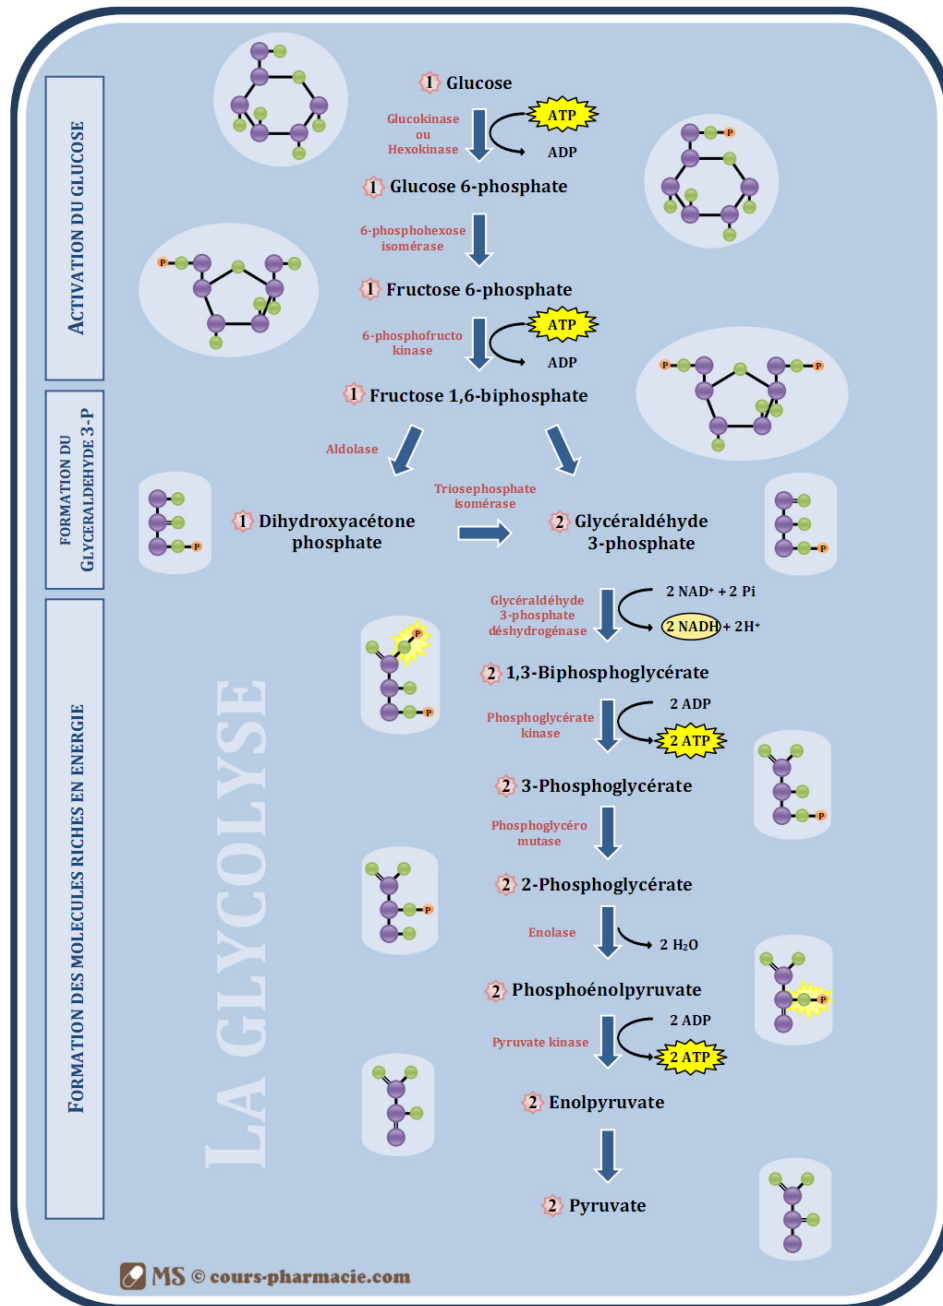 ACTIVATION DU GLUCOSE
1 Glucose
Glucokinase
ou
Hexokinase
ATP
ADP
P
1 Glucose 6-phosphate
6-phosphohexose
isomérase
P
1 Fructose 6-phosphate
6-phosphofructo
kinase
ATP
ADP
P
P
1 Fructose 1,6-biphosphate
FORMATION DU
GLYCERALDEHYDE 3-P
Aldolase
Triosephosphate
isomérase
P
1 Dihydroxyacétone
phosphate
2 Glycéraldéhyde
3-phosphate
P
FORMATION DES MOLECULES RICHES EN ENERGIE
LA GLYCOLYSE
Glycéraldéhyde
3-phosphate
déshydrogénase
2 NAD⁺ + 2 Pi
2 NADH + 2H⁺
P
P
2 1,3-Biphosphoglycérate
Phosphoglycérate
kinase
2 ADP
2 ATP
2 3-Phosphoglycérate
P
Phosphoglycéro
mutase
2 2-Phosphoglycérate
P
Enolase
2 H₂O
2 Phosphoénolpyruvate
P
Pyruvate kinase
2 ADP
2 ATP
2 Enolpyruvate
2 Pyruvate
MS © cours-pharmacie.com